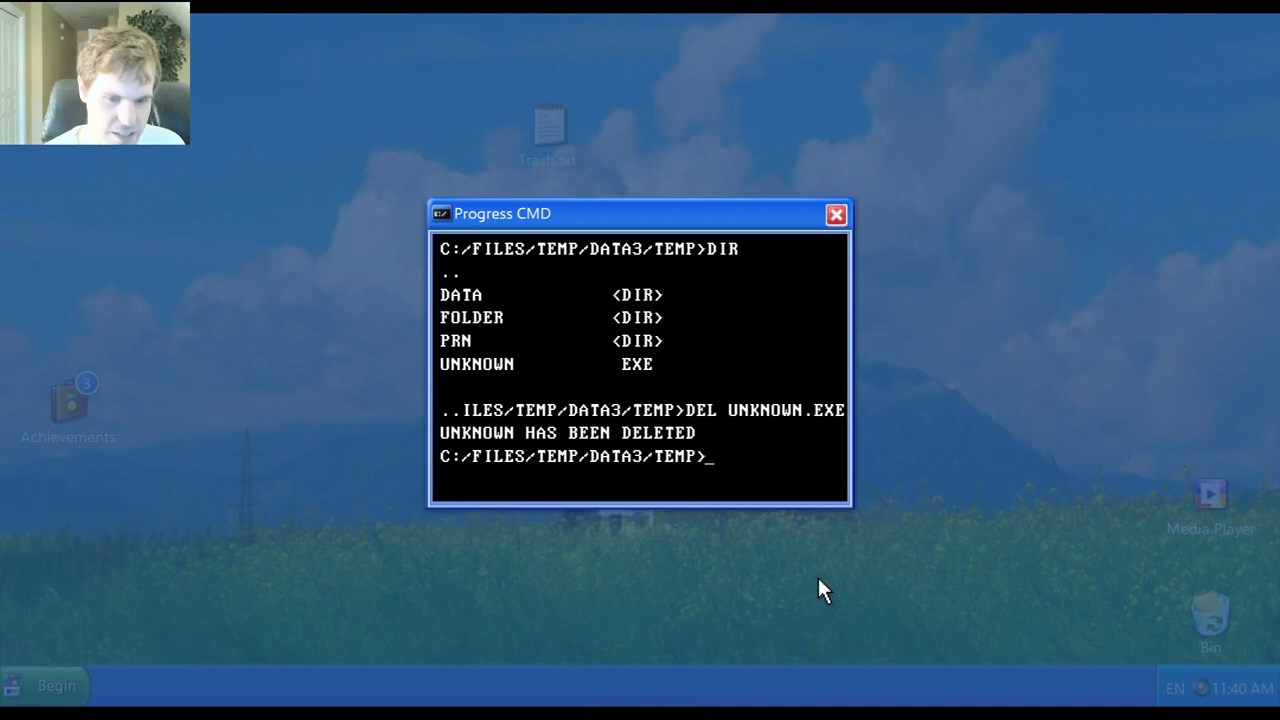 Trash.txt
Progress CMD
C:/FILES/TEMP/DATA3/TEMP>DIR
..
DATA <DIR>
FOLDER <DIR>
PRN <DIR>
UNKNOWN EXE
..ILES/TEMP/DATA3/TEMP>DEL UNKNOWN.EXE
UNKNOWN HAS BEEN DELETED
C:/FILES/TEMP/DATA3/TEMP>_
3
Achievements
Media Player
Bin
Begin
EN 11:40 AM